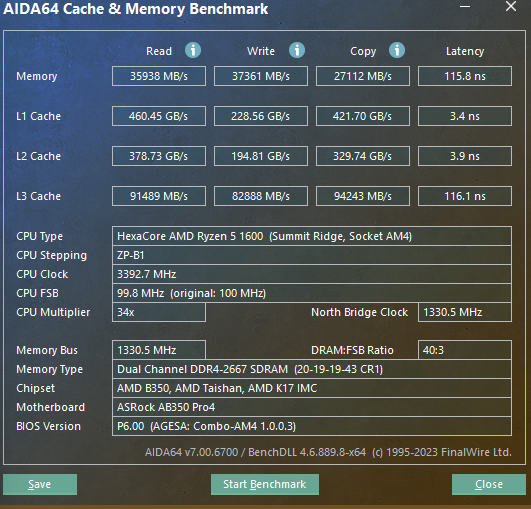 AIDA64 Cache & Memory Benchmark
Read Write Copy Latency
Memory 35938 MB/s 37361 MB/s 27112 MB/s 115.8 ns
L1 Cache 460.45 GB/s 228.56 GB/s 421.70 GB/s 3.4 ns
L2 Cache 378.73 GB/s 194.81 GB/s 329.74 GB/s 3.9 ns
L3 Cache 91489 MB/s 82888 MB/s 94243 MB/s 116.1 ns
CPU Type HexaCore AMD Ryzen 5 1600 (Summit Ridge, Socket AM4)
CPU Stepping ZP-B1
CPU Clock 3392.7 MHz
CPU FSB 99.8 MHz (original: 100 MHz)
CPU Multiplier 34x North Bridge Clock 1330.5 MHz
Memory Bus 1330.5 MHz DRAM:FSB Ratio 40:3
Memory Type Dual Channel DDR4-2667 SDRAM (20-19-19-43 CR1)
Chipset AMD B350, AMD Taishan, AMD K17 IMC
Motherboard ASRock AB350 Pro4
BIOS Version P6.00 (AGESA: Combo-AM4 1.0.0.3)
AIDA64 v7.00.6700 / BenchDLL 4.6.889.8-x64 (c) 1995-2023 FinalWire Ltd.
Save Start Benchmark Close